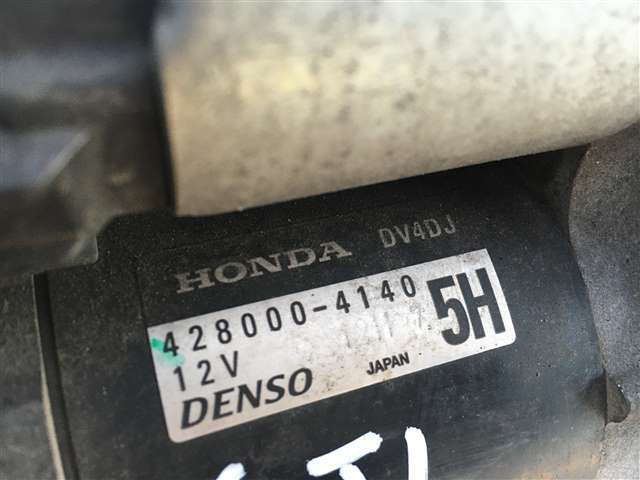 HONDA DV4DJ
428000-4140 5H
12V
DENSO JAPAN